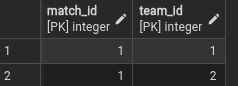 match_id team_id
[PK] integer [PK] integer
1 1 1
2 1 2